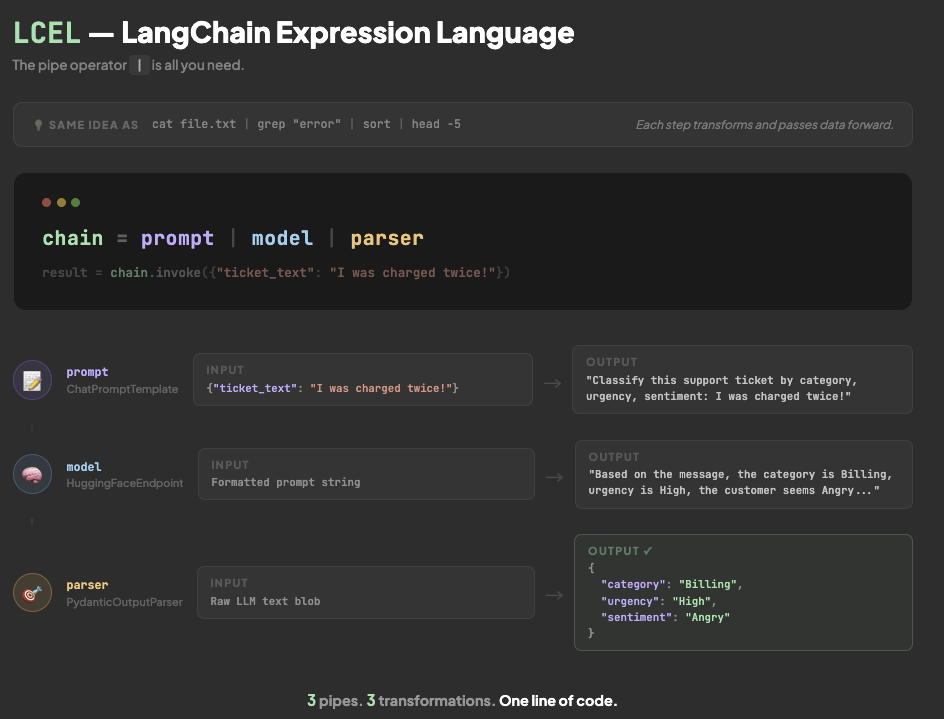 LCEL — LangChain Expression Language
The pipe operator | is all you need.
SAME IDEA AS cat file.txt | grep "error" | sort | head -5
Each step transforms and passes data forward.
chain = prompt | model | parser
result = chain.invoke({"ticket_text": "I was charged twice!"})
prompt
ChatPromptTemplate
INPUT
{"ticket_text": "I was charged twice!"}
OUTPUT
"Classify this support ticket by category,
urgency, sentiment: I was charged twice!"
model
HuggingFaceEndpoint
INPUT
Formatted prompt string
OUTPUT
"Based on the message, the category is Billing,
urgency is High, the customer seems Angry..."
parser
PydanticOutputParser
INPUT
Raw LLM text blob
OUTPUT ✓
{
"category": "Billing",
"urgency": "High",
"sentiment": "Angry"
}
3 pipes. 3 transformations. One line of code.